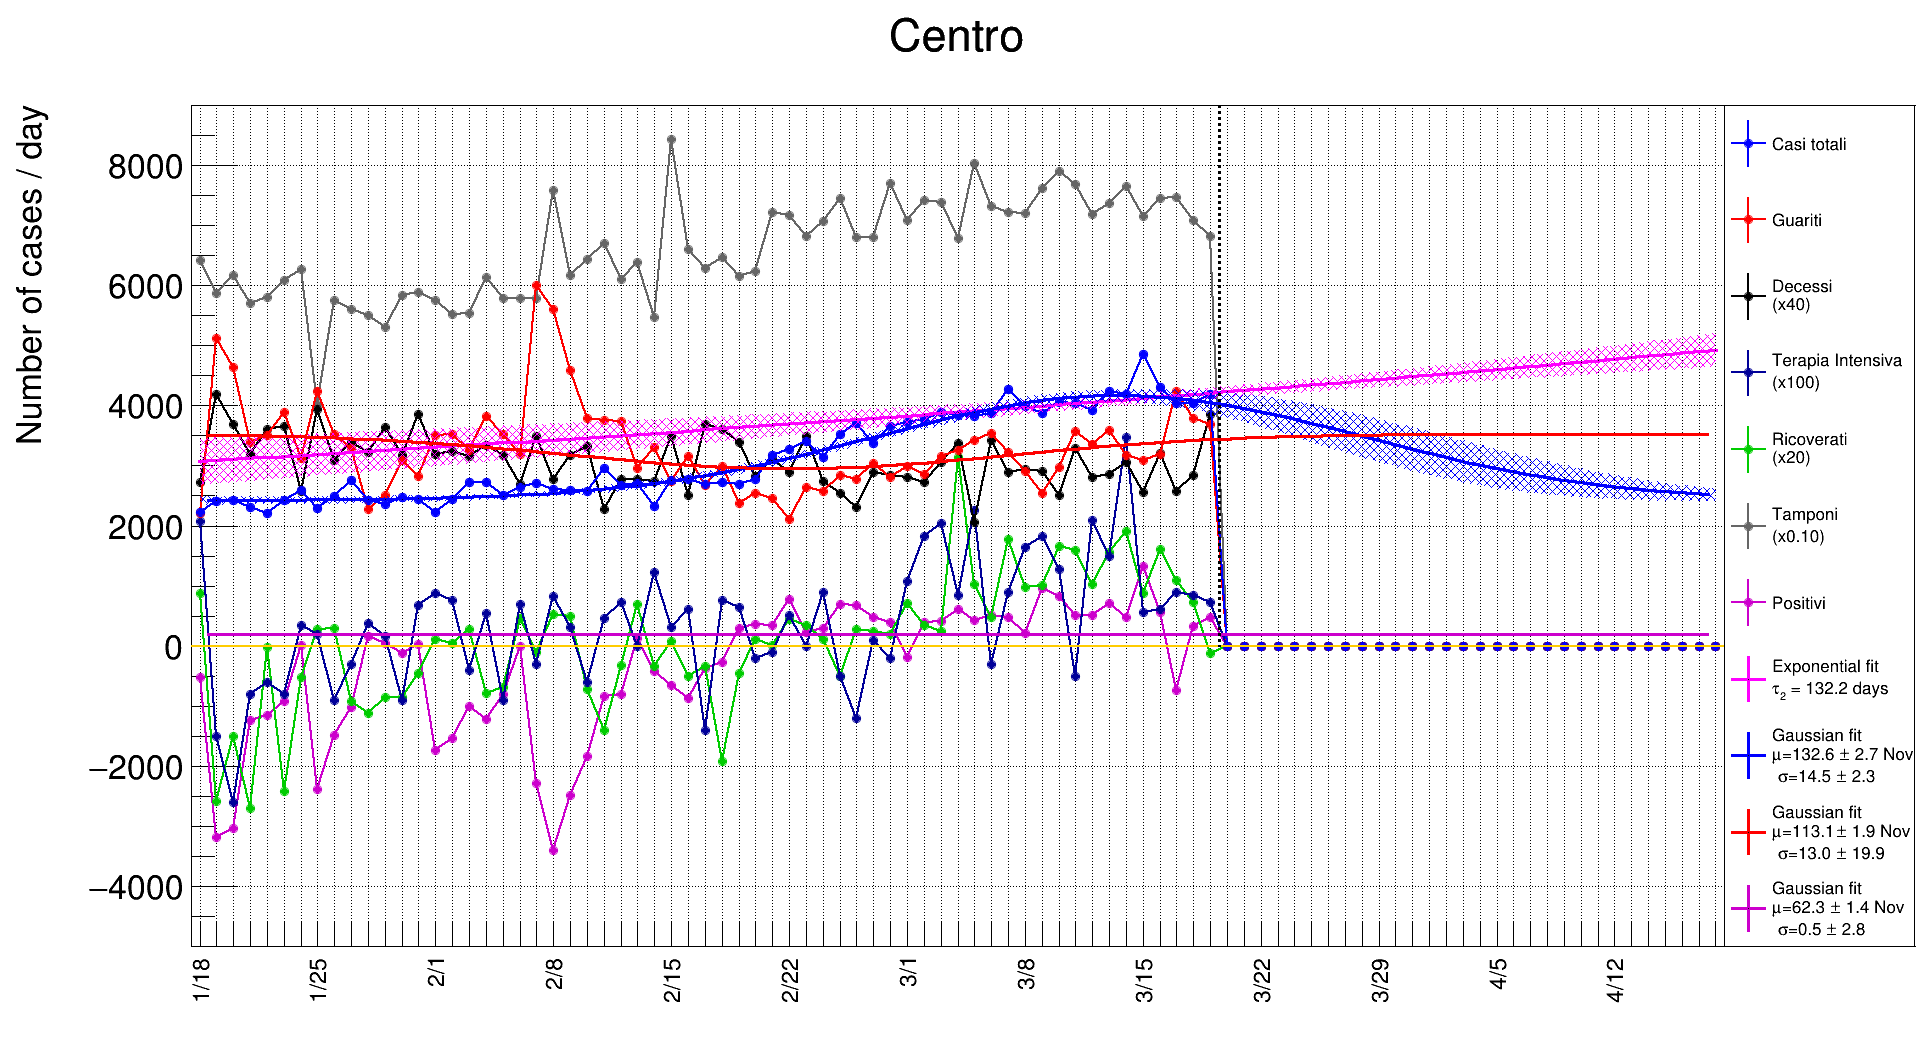 Centro
Number of cases / day
8000
6000
4000
2000
0
−2000
−4000
1/18
1/25
2/1
2/8
2/15
2/22
3/1
3/8
3/15
3/22
3/29
4/5
4/12
Casi totali
Guariti
Decessi
(x40)
Terapia Intensiva
(x100)
Ricoverati
(x20)
Tamponi
(x0.10)
Positivi
Exponential fit
τ2 = 132.2 days
Gaussian fit
μ=132.6 ± 2.7 Nov
σ=14.5 ± 2.3
Gaussian fit
μ=113.1 ± 1.9 Nov
σ=13.0 ± 19.9
Gaussian fit
μ=62.3 ± 1.4 Nov
σ=0.5 ± 2.8